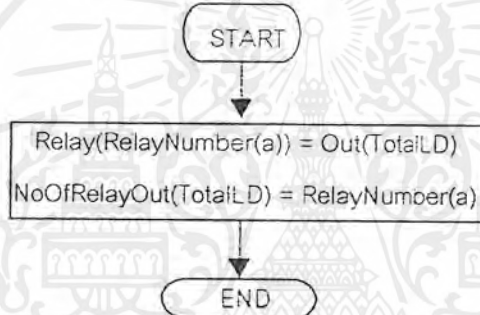 START
Relay(RelayNumber(a)) = Out(TotalLD)
NoOfRelayOut(TotalLD) = RelayNumber(a)
END